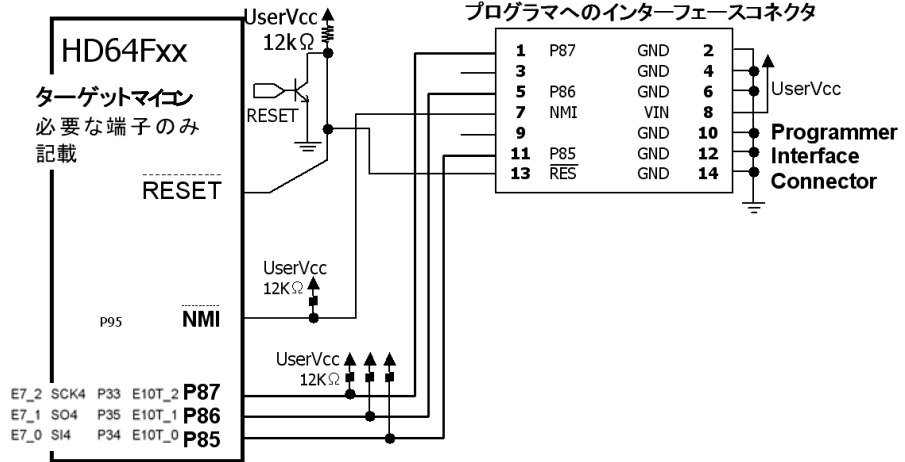 プログラマへのインターフェースコネクタ
UserVcc
12kΩ
HD64Fxx
ターゲットマイコン
必要な端子のみ
記載
RESET
RESET
1 P87 GND 2
3 GND 4
5 P86 GND 6
7 NMI VIN 8
9 GND 10
11 P85 GND 12
13 RES GND 14
UserVcc
Programmer
Interface
Connector
UserVcc
12KΩ
P95 NMI
UserVcc
12KΩ
E7_2 SCK4 P33 E10T_2 P87
E7_1 SO4 P35 E10T_1 P86
E7_0 SI4 P34 E10T_0 P85